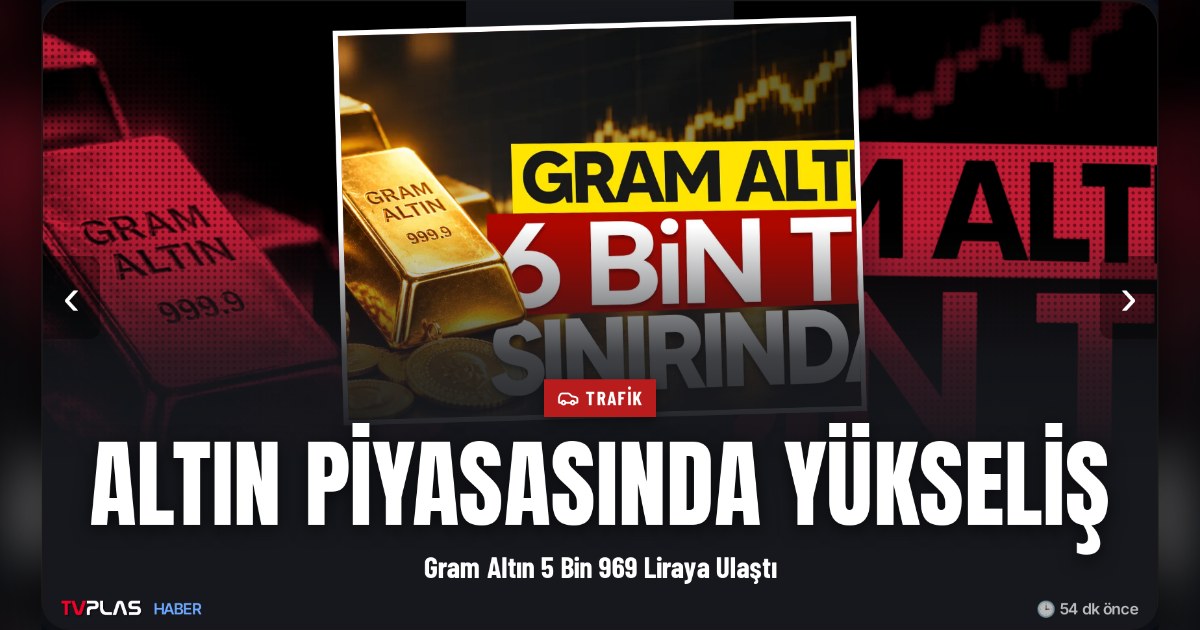 GRAM
ALTIN
999.9
GRAM
ALTIN
999.9
GRAM ALTI
6 BİN T
SINIRINDA
M ALT
N T
‹
›
TRAFİK
ALTIN PİYASASINDA YÜKSELİŞ
Gram Altın 5 Bin 969 Liraya Ulaştı
TVPLAS HABER
54 dk önce